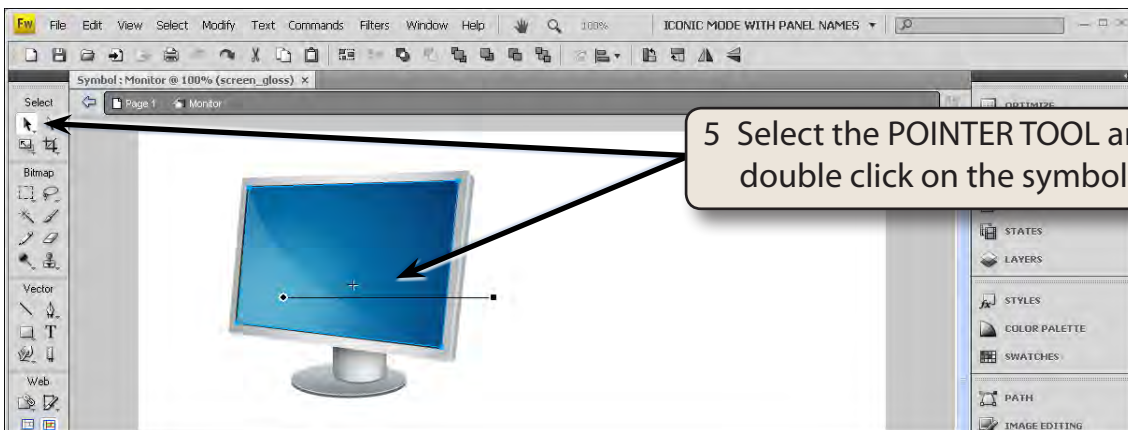 Fw File Edit View Select Modify Text Commands Filters Window Help 100% ICONIC MODE WITH PANEL NAMES
Symbol : Monitor @ 100% (screen_gloss) ×
Select
Page 1 Monitor
OPTIMIZE
5 Select the POINTER TOOL
double click on the symbol
Bitmap
STATES
LAYERS
Vector
STYLES
COLOR PALETTE
SWATCHES
Web
PATH
IMAGE EDITING